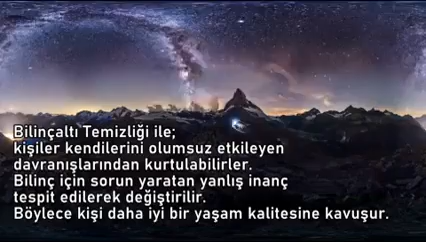 Bilinçaltı Temizliği ile;
kişiler kendilerini olumsuz etkileyen
davranışlarından kurtulabilirler.
Bilinç için sorun yaratan yanlış inanç
tespit edilerek değiştirilir.
Böylece kişi daha iyi bir yaşam kalitesine kavuşur.